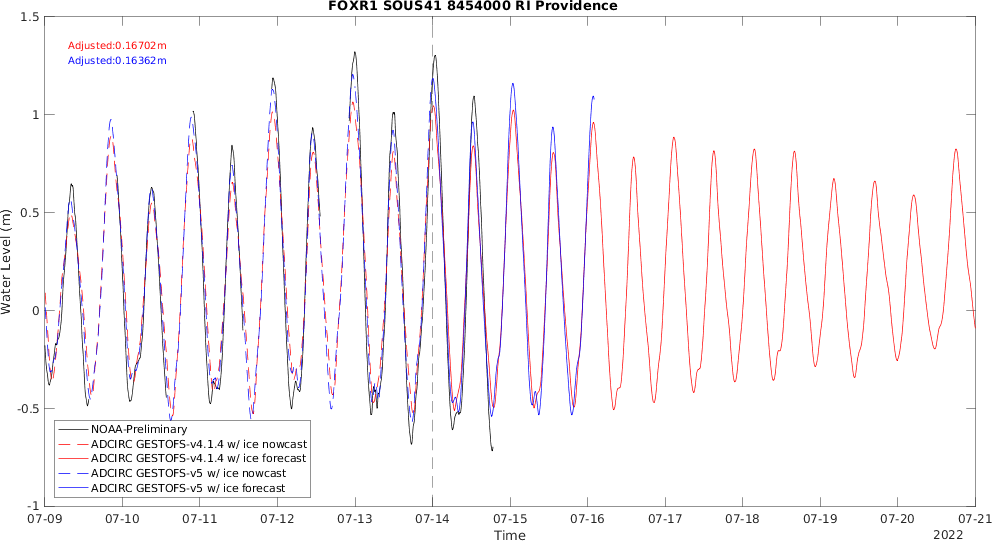 FOXR1 SOUS41 8454000 RI Providence
Adjusted:0.16702m
Adjusted:0.16362m
Water Level (m)
1.5
1
0.5
0
-0.5
-1
NOAA-Preliminary
ADCIRC GESTOFS-v4.1.4 w/ ice nowcast
ADCIRC GESTOFS-v4.1.4 w/ ice forecast
ADCIRC GESTOFS-v5 w/ ice nowcast
ADCIRC GESTOFS-v5 w/ ice forecast
07-09 07-10 07-11 07-12 07-13 07-14 07-15 07-16 07-17 07-18 07-19 07-20 07-21
Time
2022